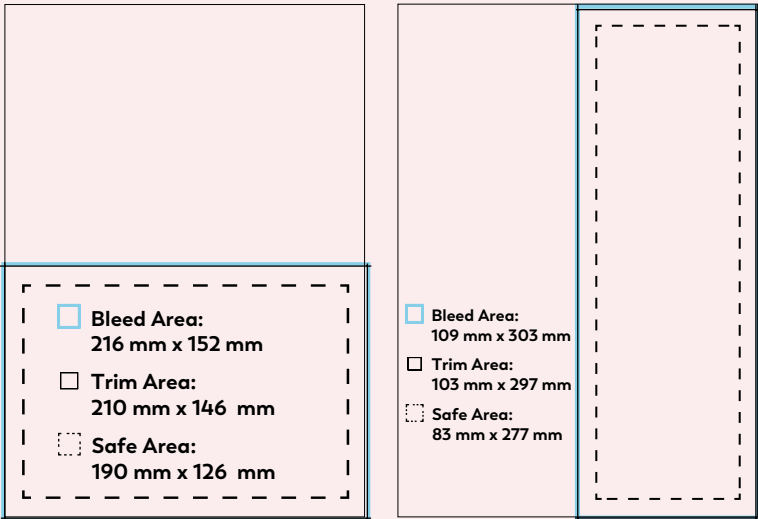 Bleed Area:
216 mm x 152 mm
Trim Area:
210 mm x 146 mm
Safe Area:
190 mm x 126 mm
Bleed Area:
109 mm x 303 mm
Trim Area:
103 mm x 297 mm
Safe Area:
83 mm x 277 mm